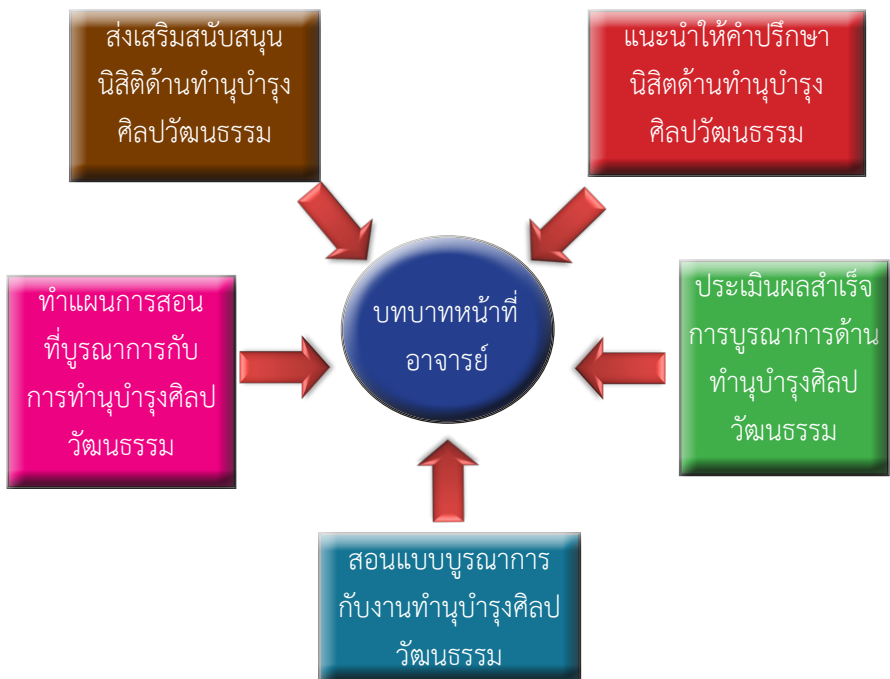 ส่งเสริมสนับสนุน
นิสิติด้านทำนุบำรุง
ศิลปวัฒนธรรม
แนะนำให้คำปรึกษา
นิสิตด้านทำนุบำรุง
ศิลปวัฒนธรรม
ทำแผนการสอน
ที่บูรณาการกับ
การทำนุบำรุงศิลป
วัฒนธรรม
บทบาทหน้าที่
อาจารย์
ประเมินผลสำเร็จ
การบูรณาการด้าน
ทำนุบำรุงศิลป
วัฒนธรรม
สอนแบบบูรณาการ
กับงานทำนุบำรุงศิลป
วัฒนธรรม